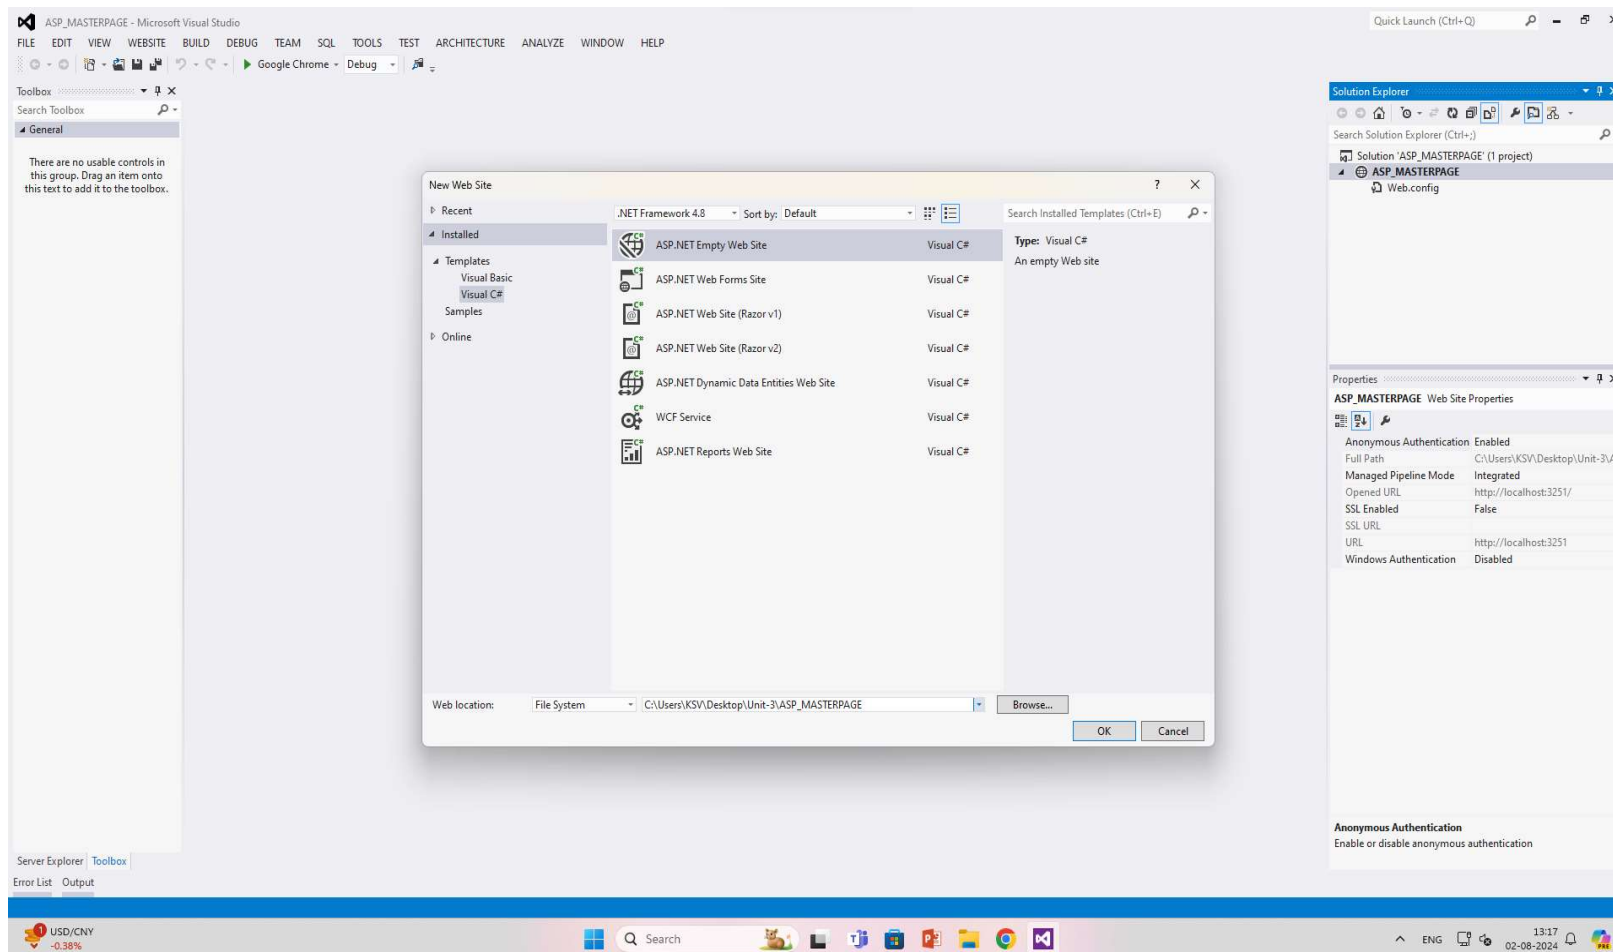 ASP_MASTERPAGE - Microsoft Visual Studio
Quick Launch (Ctrl+Q)
FILE EDIT VIEW WEBSITE BUILD DEBUG TEAM SQL TOOLS TEST ARCHITECTURE ANALYZE WINDOW HELP
Google Chrome Debug
Toolbox
Search Toolbox
General
There are no usable controls in
this group. Drag an item onto
this text to add it to the toolbox.
New Web Site ?
Recent
Installed
Templates
Visual Basic
Visual C#
Samples
Online
.NET Framework 4.8 Sort by: Default
Search Installed Templates (Ctrl+E)
ASP.NET Empty Web Site Visual C#
ASP.NET Web Forms Site Visual C#
ASP.NET Web Site (Razor v1) Visual C#
ASP.NET Web Site (Razor v2) Visual C#
ASP.NET Dynamic Data Entities Web Site Visual C#
WCF Service Visual C#
ASP.NET Reports Web Site Visual C#
Type: Visual C#
An empty Web site
Web location: File System C:\Users\KSV\Desktop\Unit-3\ASP_MASTERPAGE Browse...
OK Cancel
Solution Explorer
Search Solution Explorer (Ctrl+;)
Solution 'ASP_MASTERPAGE' (1 project)
ASP_MASTERPAGE
Web.config
Properties
ASP_MASTERPAGE Web Site Properties
Anonymous Authentication Enabled
Full Path C:\Users\KSV\Desktop\Unit-3\A
Managed Pipeline Mode Integrated
Opened URL http://localhost:3251/
SSL Enabled False
SSL URL
URL http://localhost:3251
Windows Authentication Disabled
Anonymous Authentication
Enable or disable anonymous authentication
Server Explorer Toolbox
Error List Output
1
USD/CNY
-0.38%
Search
ENG
13:17
02-08-2024
PRE